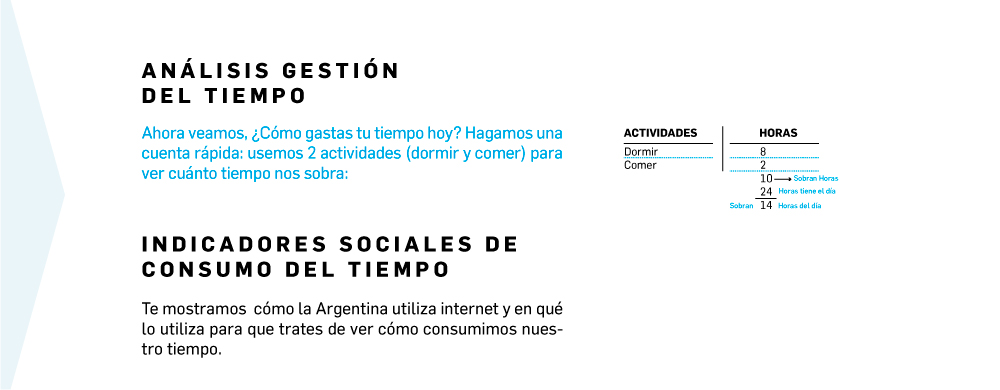 ANÁLISIS GESTIÓN
DEL TIEMPO
Ahora veamos, ¿Cómo gastas tu tiempo hoy? Hagamos una
cuenta rápida: usemos 2 actividades (dormir y comer) para
ver cuánto tiempo nos sobra:
ACTIVIDADES HORAS
Dormir 8
Comer 2
10 Sobran Horas
24 Horas tiene el día
Sobran 14 Horas del día
INDICADORES SOCIALES DE
CONSUMO DEL TIEMPO
Te mostramos cómo la Argentina utiliza internet y en qué
lo utiliza para que trates de ver cómo consumimos nues-
tro tiempo.